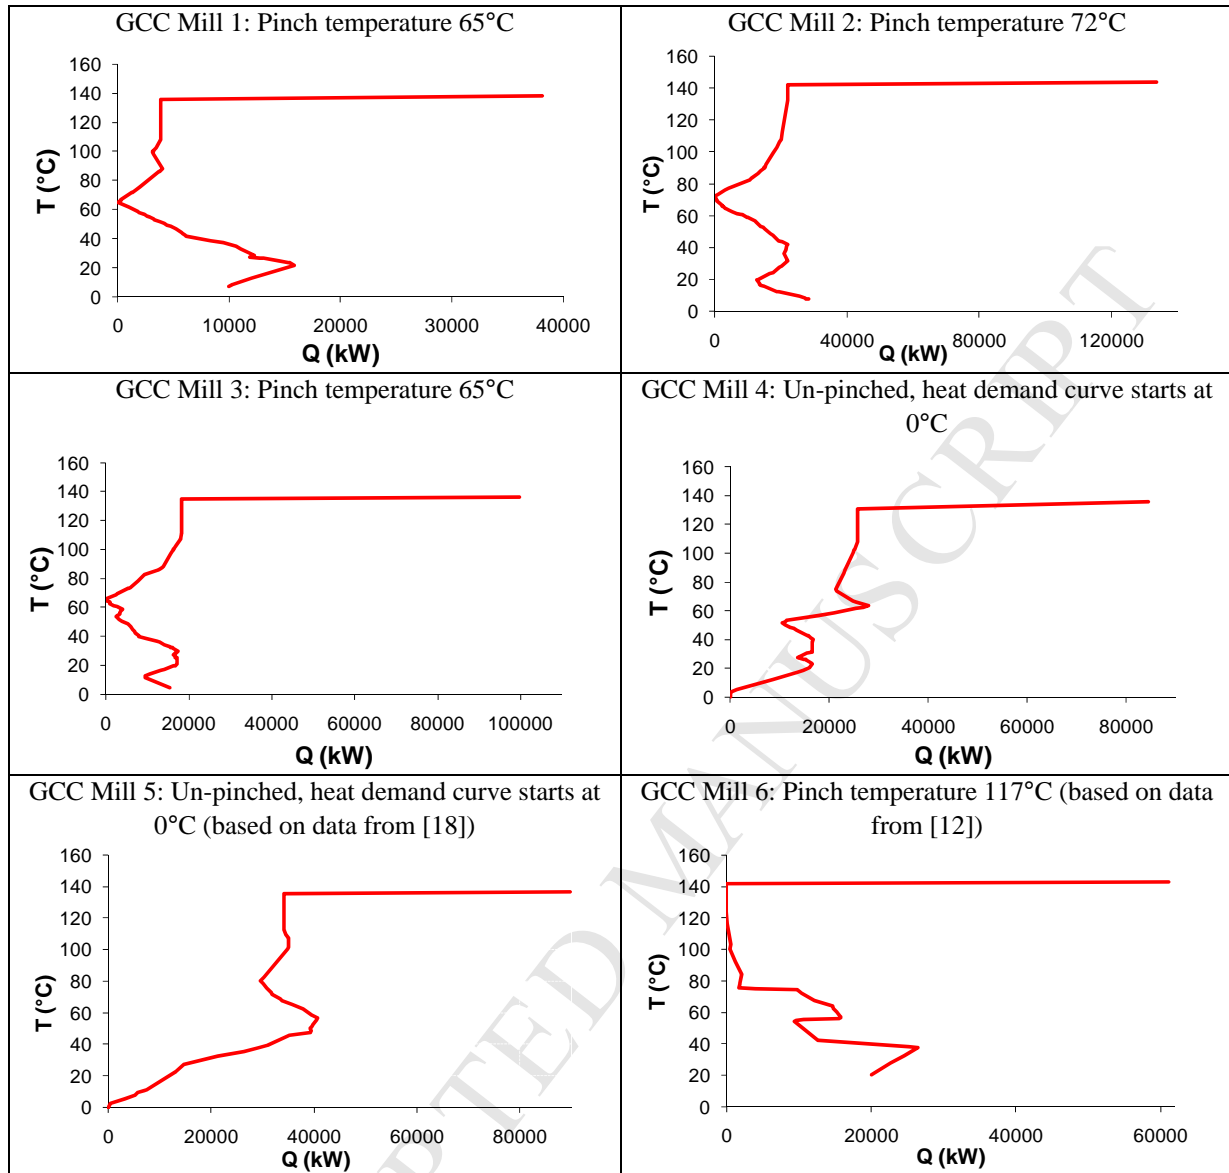 GCC Mill 1: Pinch temperature 65°C
160
140
120
100
80
60
40
20
0
T (°C)
0 10000 20000 30000 40000
Q (kW)
GCC Mill 2: Pinch temperature 72°C
160
140
120
100
80
60
40
20
0
T (°C)
0 40000 80000 120000
Q (kW)
GCC Mill 3: Pinch temperature 65°C
160
140
120
100
80
60
40
20
0
T (°C)
0 20000 40000 60000 80000 100000
Q (kW)
GCC Mill 4: Un-pinched, heat demand curve starts at
0°C
160
140
120
100
80
60
40
20
0
T (°C)
0 20000 40000 60000 80000
Q (kW)
GCC Mill 5: Un-pinched, heat demand curve starts at
0°C (based on data from [18])
160
140
120
100
80
60
40
20
0
T (°C)
0 20000 40000 60000 80000
Q (kW)
GCC Mill 6: Pinch temperature 117°C (based on data
from [12])
160
140
120
100
80
60
40
20
0
T (°C)
0 20000 40000 60000
Q (kW)
PTED MANUSCRIPT